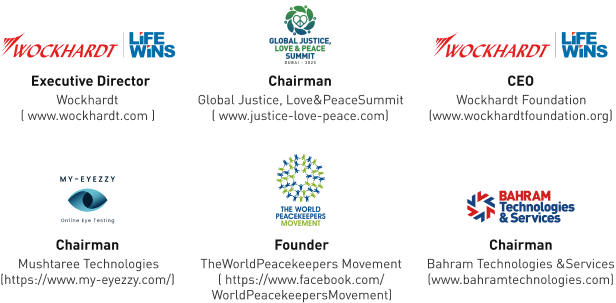 WOCKHARDT LiFE WiNS
Executive Director
Wockhardt
( www.wockhardt.com )
GLOBAL JUSTICE,
LOVE & PEACE
SUMMIT
DUBAI - 2025
Chairman
Global Justice, Love&PeaceSummit
( www.justice-love-peace.com)
WOCKHARDT LiFE WiNS
CEO
Wockhardt Foundation
(www.wockhardtfoundation.org)
MY-EYEZZY
Online Eye Testing
Chairman
Mushtaree Technologies
(https://www.my-eyezzy.com/)
THE WORLD
PEACEKEEPERS
MOVEMENT
Founder
TheWorldPeacekeepers Movement
( https://www.facebook.com/
WorldPeacekeepersMovement)
BAHRAM
Technologies
& Services
Chairman
Bahram Technologies &Services
(www.bahramtechnologies.com)